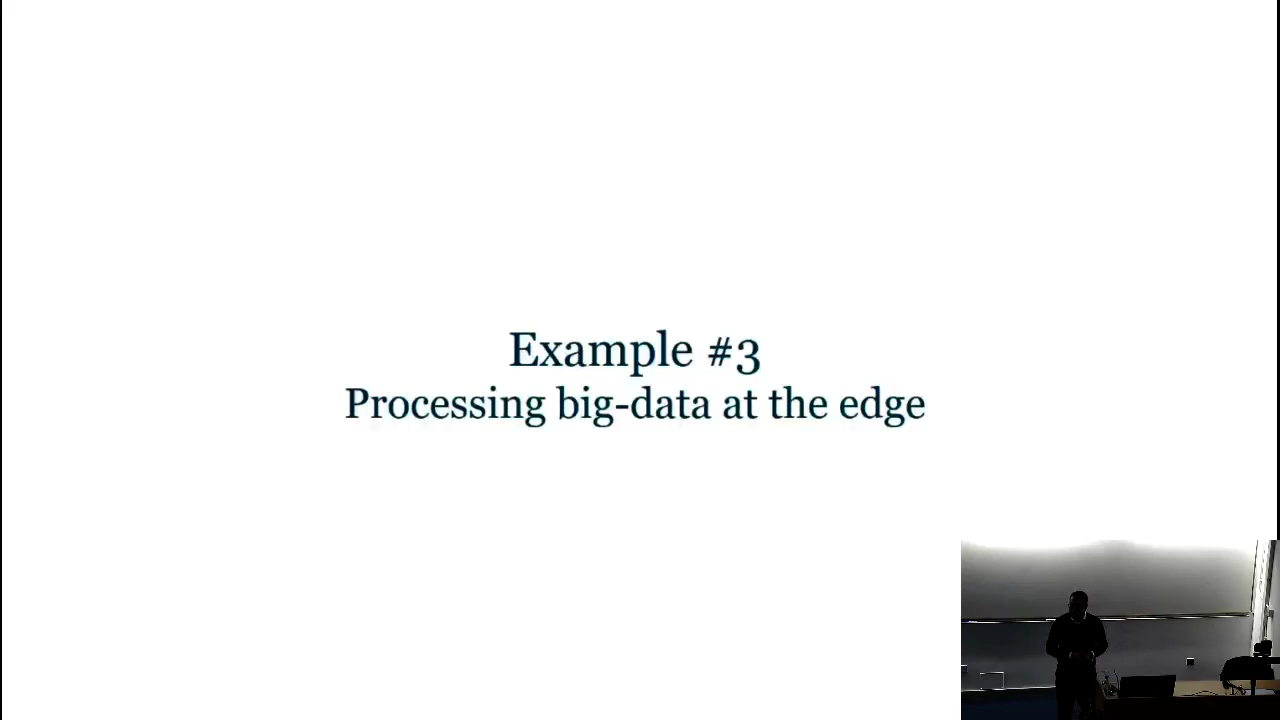 Example #3
Processing big-data at the edge